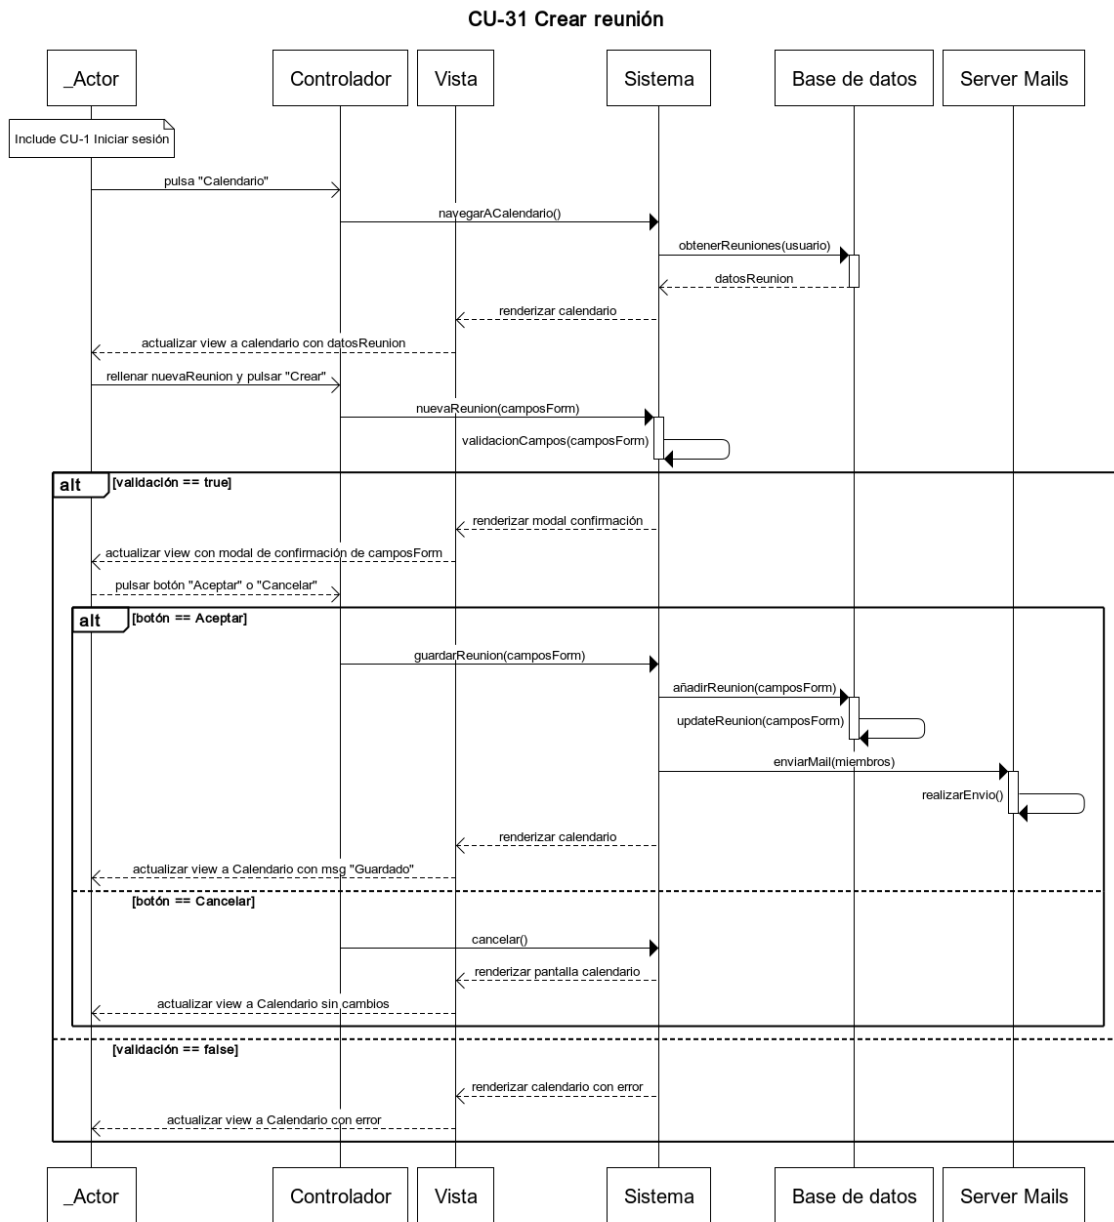 CU-31 Crear reunión
_Actor
Controlador
Vista
Sistema
Base de datos
Server Mails
Include CU-1 Iniciar sesión
pulsa "Calendario"
navegarACalendario()
obtenerReuniones(usuario)
datosReunion
renderizar calendario
actualizar view a calendario con datosReunion
rellenar nuevaReunion y pulsar "Crear"
nuevaReunion(camposForm)
validacionCampos(camposForm)
alt
[validación == true]
renderizar modal confirmación
actualizar view con modal de confirmación de camposForm
pulsar botón "Aceptar" o "Cancelar"
alt
[botón == Aceptar]
guardarReunion(camposForm)
añadirReunion(camposForm)
updateReunion(camposForm)
enviarMail(miembros)
realizarEnvio()
renderizar calendario
actualizar view a Calendario con msg "Guardado"
[botón == Cancelar]
cancelar()
renderizar pantalla calendario
actualizar view a Calendario sin cambios
[validación == false]
renderizar calendario con error
actualizar view a Calendario con error
_Actor
Controlador
Vista
Sistema
Base de datos
Server Mails